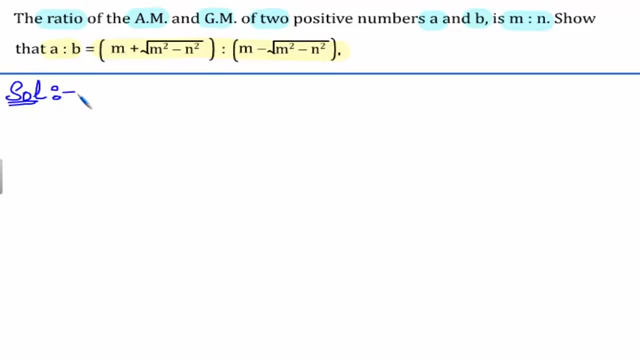 The ratio of the A.M. and G.M. of two positive numbers a and b, is m : n. Show
that a : b = ( m + √m² − n² ) : (m − √m² − n²),
Sol :-